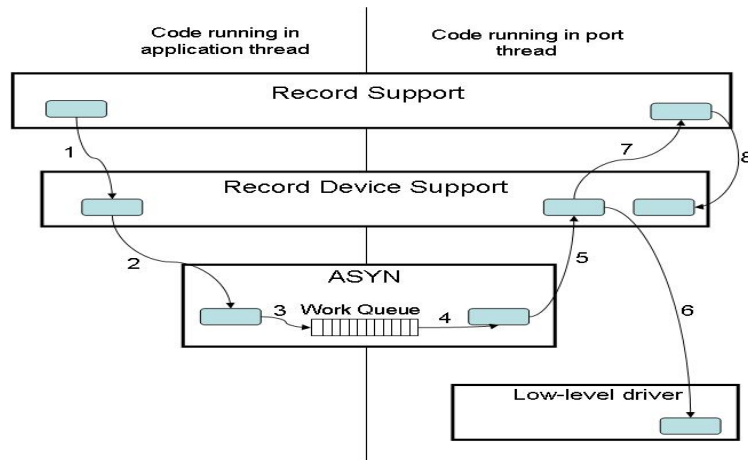 Code running in
application thread
Code running in port
thread
Record Support
1
7
8
Record Device Support
2
5
ASYN
3
Work Queue
4
6
Low-level driver